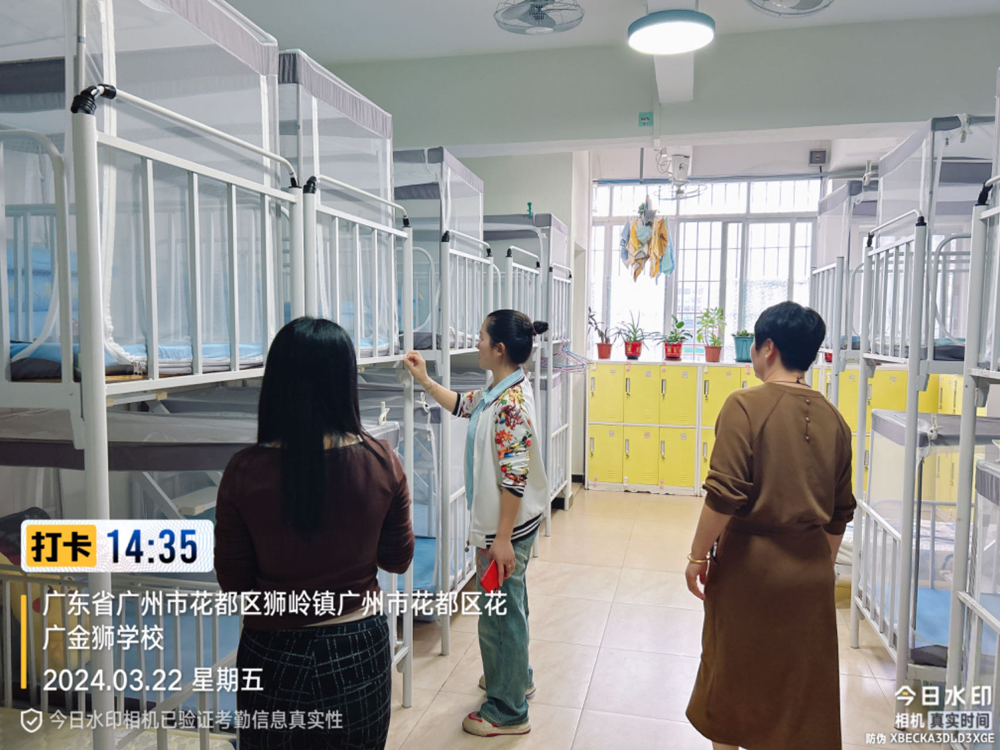 打卡 14:35
广东省广州市花都区狮岭镇广州市花都区花
广金狮学校
2024.03.22 星期五
今日水印相机已验证考勤信息真实性
今日水印
相机 真实时间
防伪 XBECKA3DLD3XGE